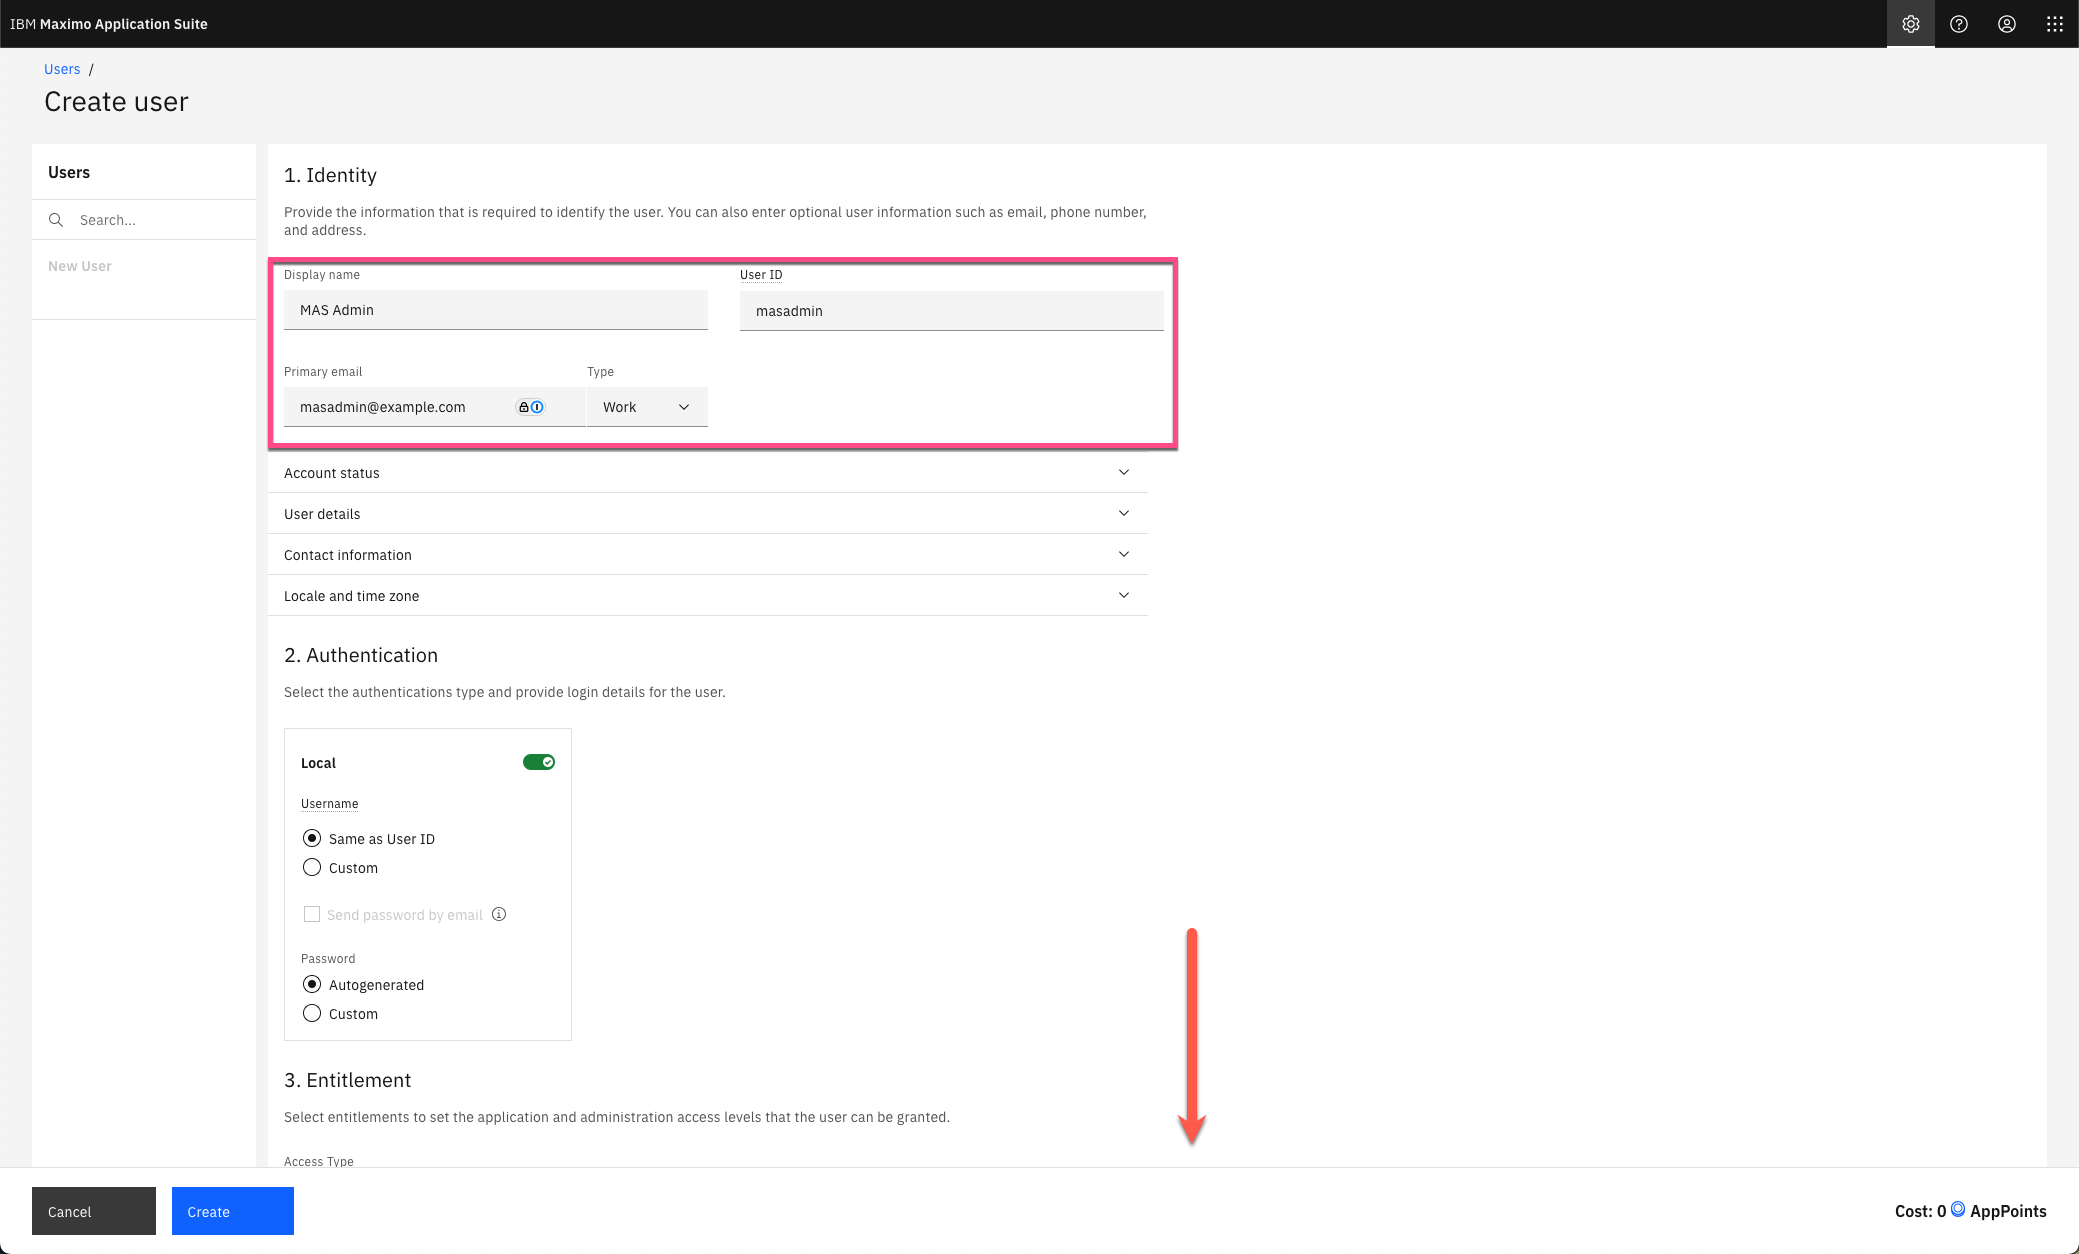 IBM Maximo Application Suite
Users /
Create user
Users
Search...
New User
1. Identity
Provide the information that is required to identify the user. You can also enter optional user information such as email, phone number,
and address.
Display name
User ID
MAS Admin
masadmin
Primary email
Type
masadmin@example.com
Work
Account status
User details
Contact information
Locale and time zone
2. Authentication
Select the authentications type and provide login details for the user.
Local
Username
Same as User ID
Custom
Send password by email
Password
Autogenerated
Custom
3. Entitlement
Select entitlements to set the application and administration access levels that the user can be granted.
Access Type
Cancel
Create
Cost: 0 AppPoints